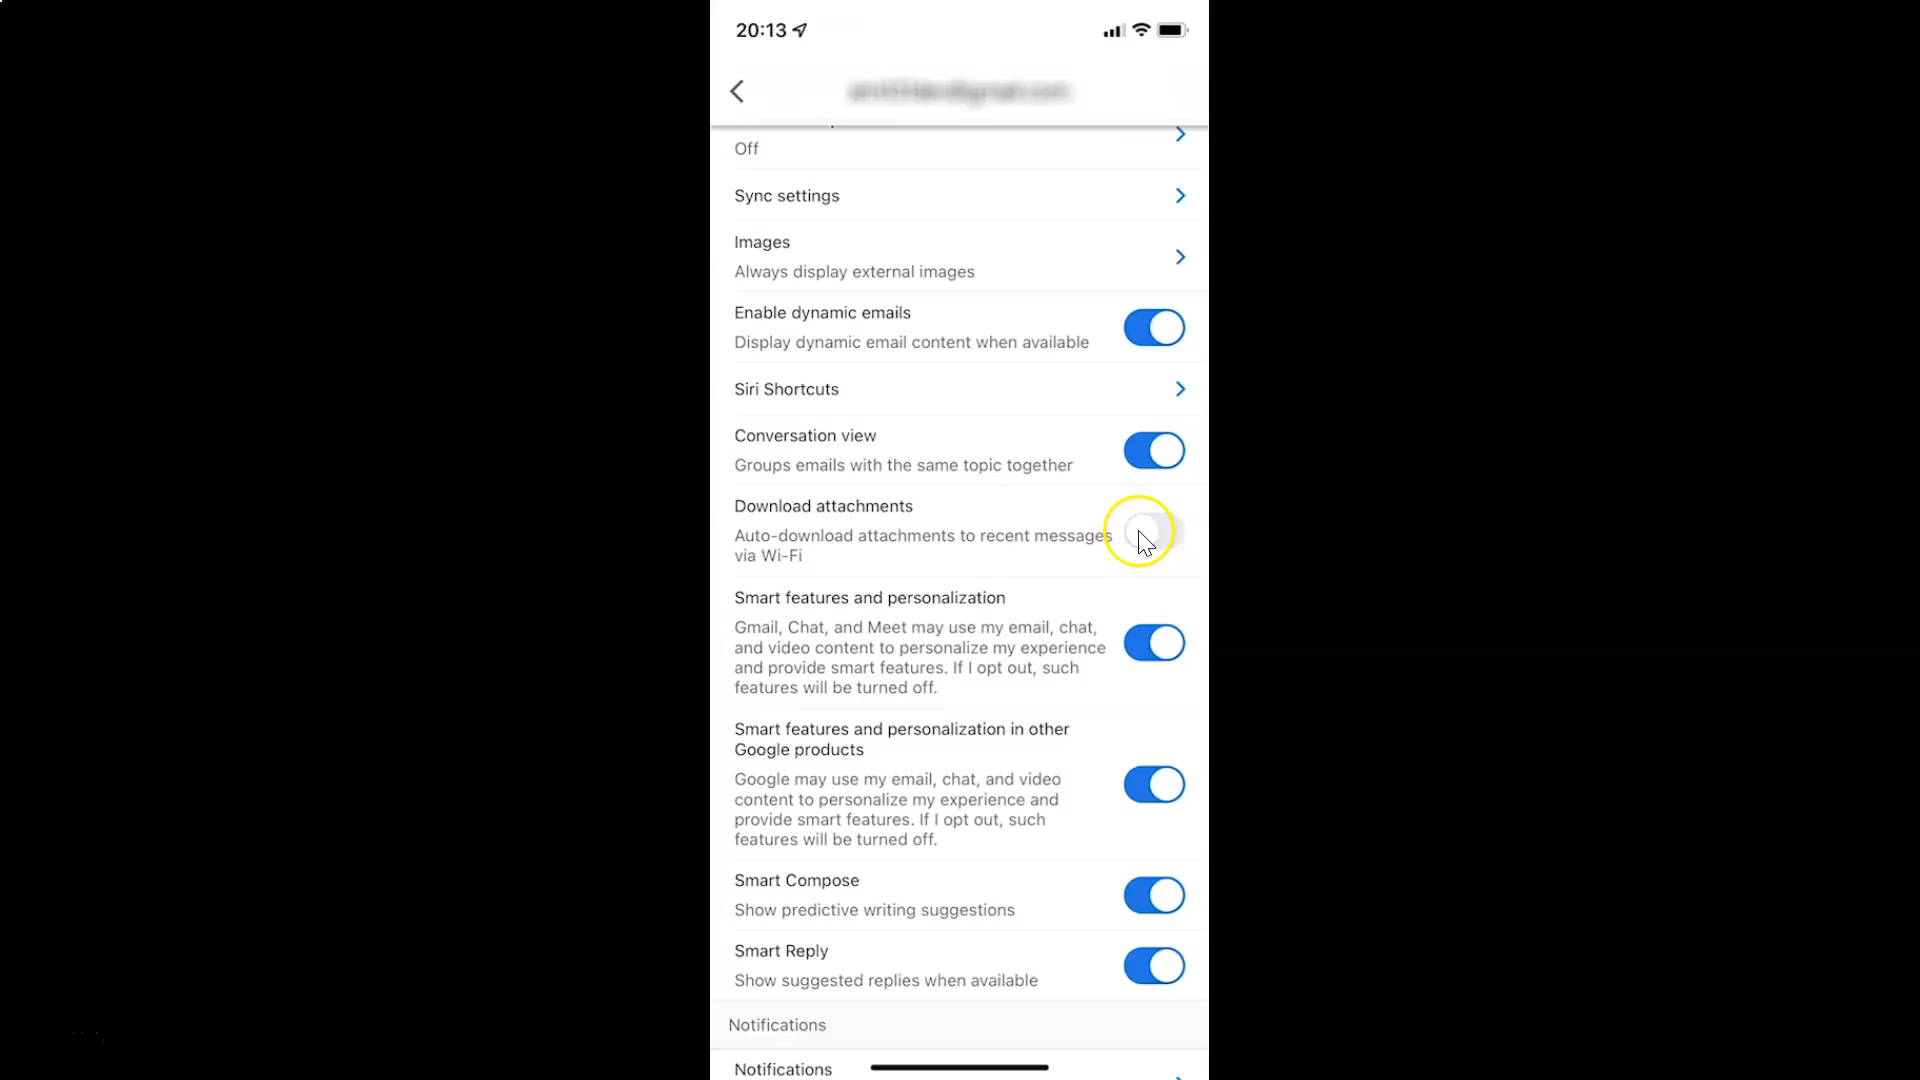 20:13
Off
Sync settings
Images
Always display external images
Enable dynamic emails
Display dynamic email content when available
Siri Shortcuts
Conversation view
Groups emails with the same topic together
Download attachments
Auto-download attachments to recent messages
via Wi-Fi
Smart features and personalization
Gmail, Chat, and Meet may use my email, chat,
and video content to personalize my experience
and provide smart features. If I opt out, such
features will be turned off.
Smart features and personalization in other
Google products
Google may use my email, chat, and video
content to personalize my experience and
provide smart features. If I opt out, such
features will be turned off.
Smart Compose
Show predictive writing suggestions
Smart Reply
Show suggested replies when available
Notifications
Notifications